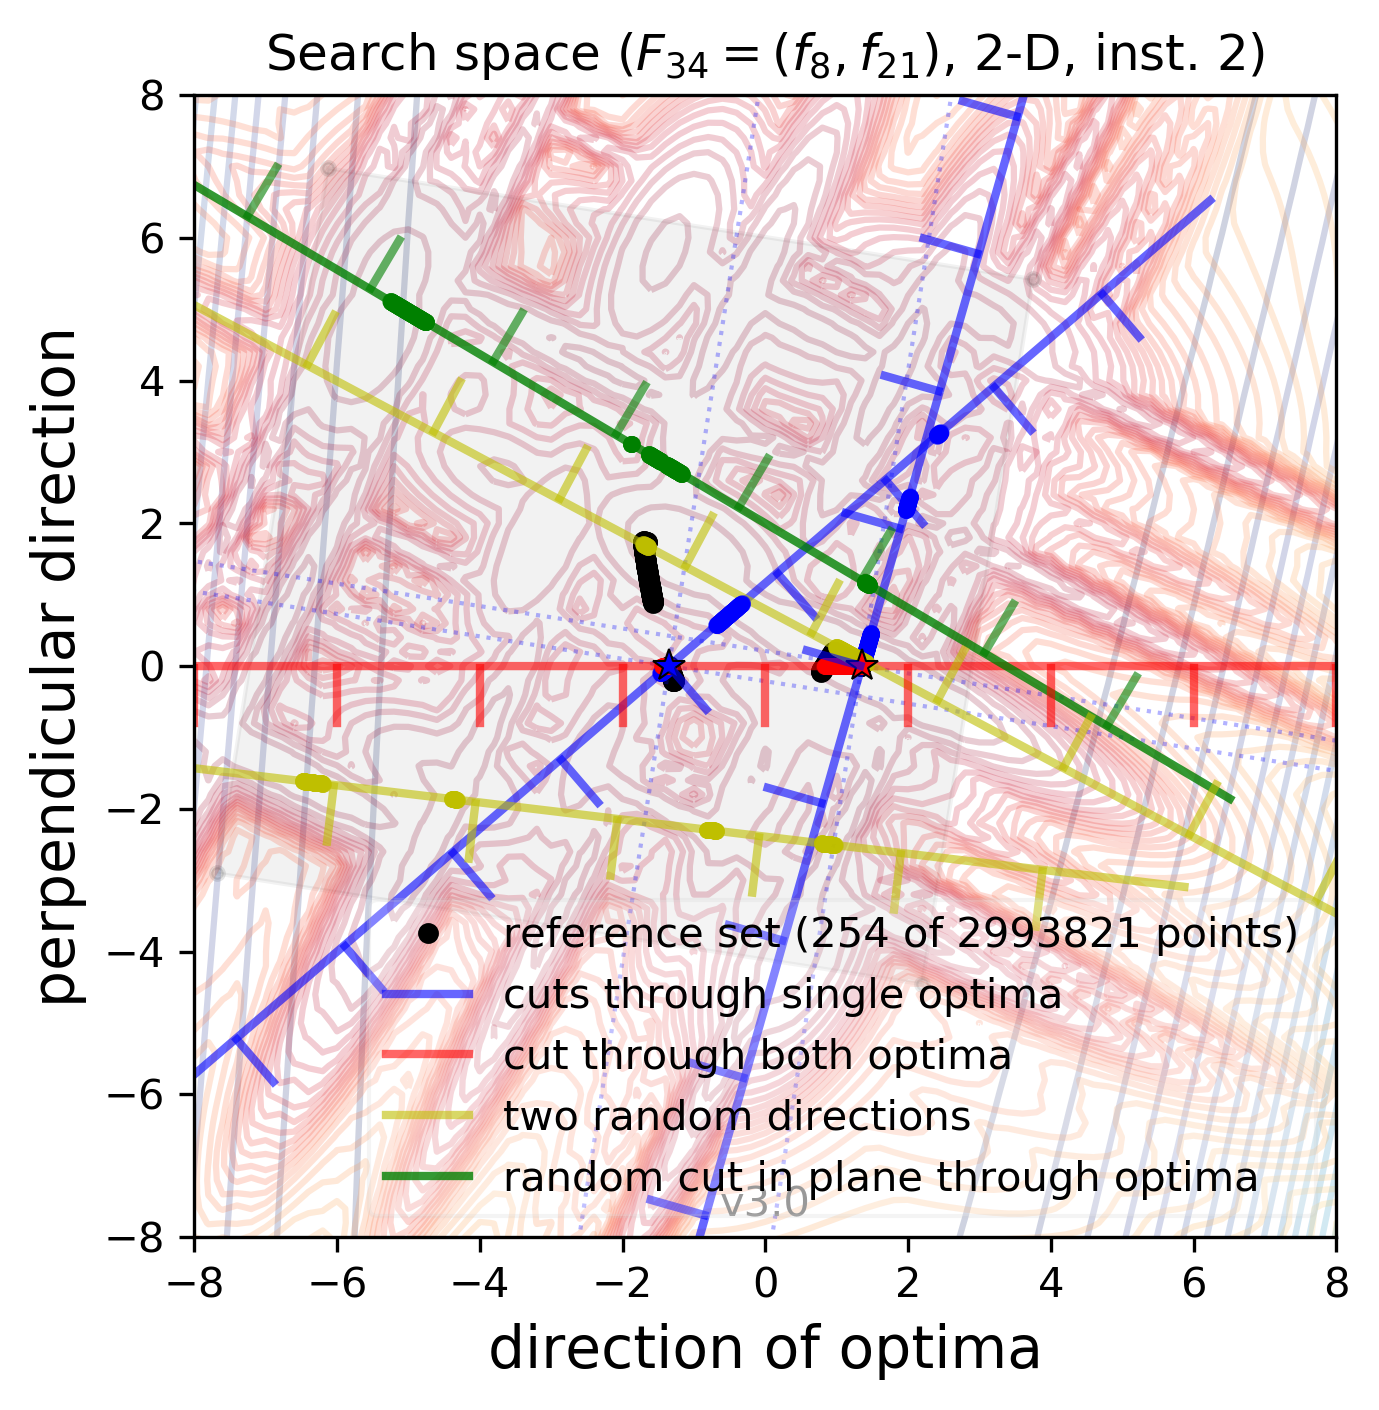 Search space (F34 = (f8, f21), 2-D, inst. 2)
8
6
4
2
0
−2
−4
−6
−8
perpendicular direction
reference set (254 of 2993821 points)
cuts through single optima
cut through both optima
two random directions
random cut in plane through optima
v3.0
−8 −6 −4 −2 0 2 4 6 8
direction of optima